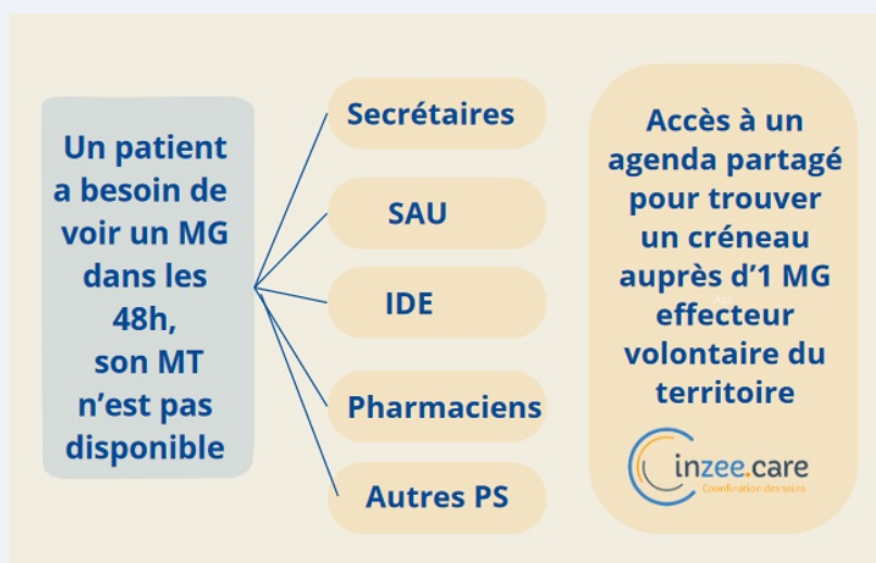 Un patient
a besoin de
voir un MG
dans les
48h,
son MT
n'est pas
disponible
Secrétaires
SAU
IDE
Pharmaciens
Autres PS
Accès à un
agenda partagé
pour trouver
un créneau
auprès d'1 MG
effecteur
volontaire du
territoire
inzee.care
Coordination des soins